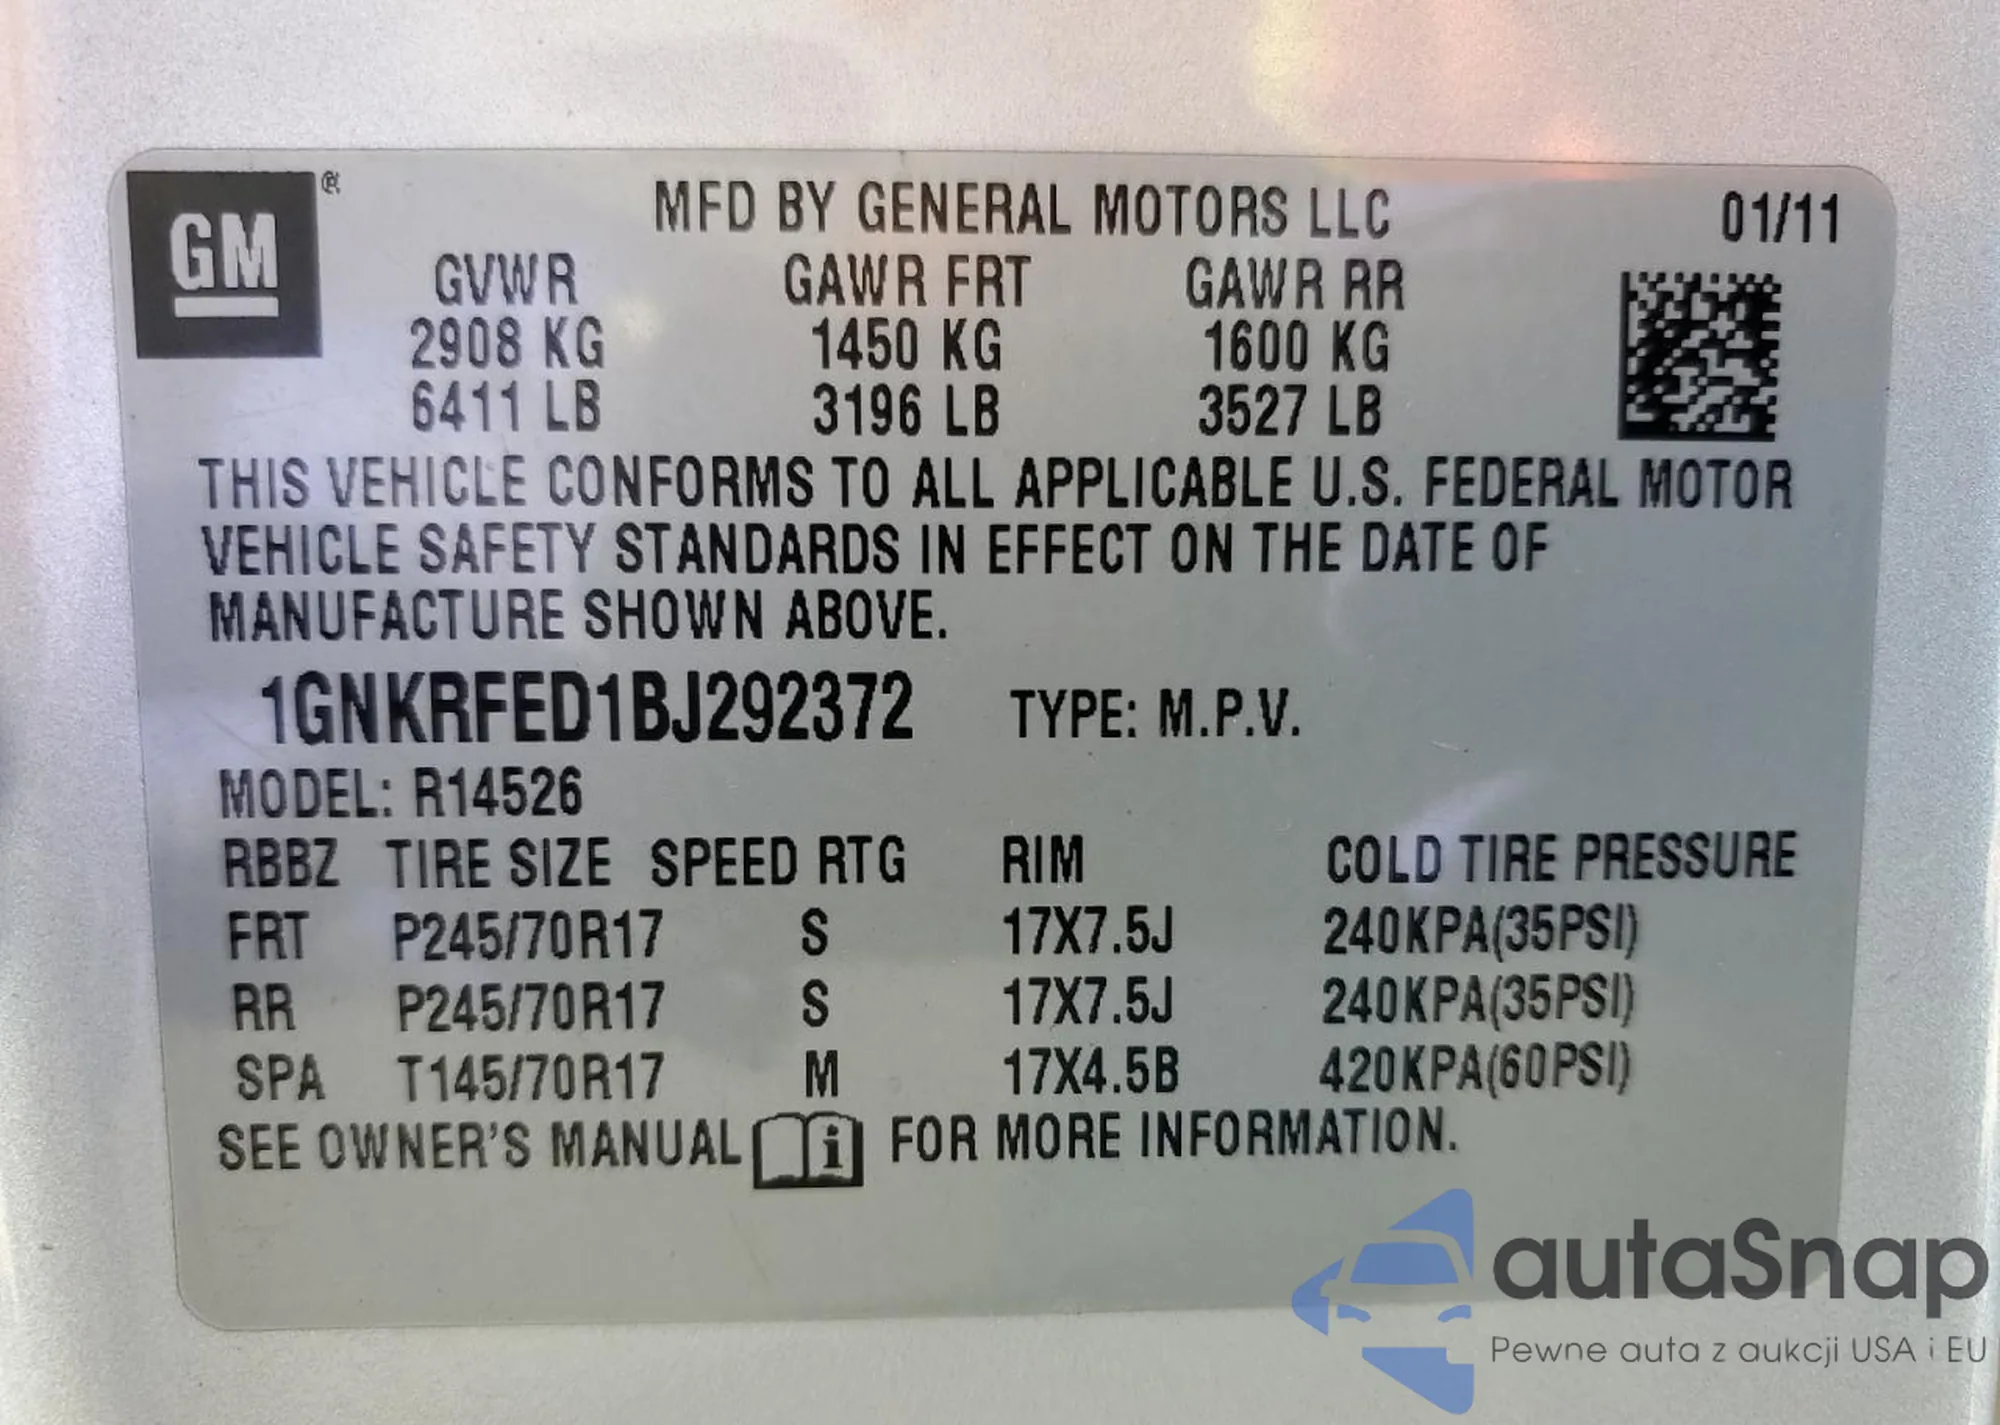 GM ®
MFD BY GENERAL MOTORS LLC 01/11
GVWR GAWR FRT GAWR RR
2908 KG 1450 KG 1600 KG
6411 LB 3196 LB 3527 LB
THIS VEHICLE CONFORMS TO ALL APPLICABLE U.S. FEDERAL MOTOR
VEHICLE SAFETY STANDARDS IN EFFECT ON THE DATE OF
MANUFACTURE SHOWN ABOVE.
1GNKRFED1BJ292372 TYPE: M.P.V.
MODEL: R14526
RBBZ TIRE SIZE SPEED RTG RIM COLD TIRE PRESSURE
FRT P245/70R17 S 17X7.5J 240KPA(35PSI)
RR P245/70R17 S 17X7.5J 240KPA(35PSI)
SPA T145/70R17 M 17X4.5B 420KPA(60PSI)
SEE OWNER'S MANUAL i FOR MORE INFORMATION.
autaSnap
Pewne auta z aukcji USA i EU